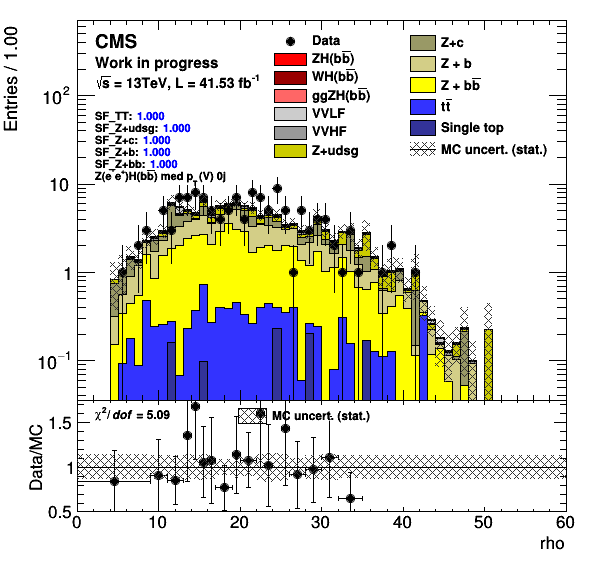 Entries / 1.00
CMS
Work in progress
√s = 13TeV, L = 41.53 fb⁻¹
SF_TT: 1.000
SF_Z+udsg: 1.000
SF_Z+c: 1.000
SF_Z+b: 1.000
SF_Z+bb: 1.000
Z(e⁻e⁺)H(bb̅) med p_T(V) 0j
Data
ZH(bb̅)
WH(bb̅)
ggZH(bb̅)
VVLF
VVHF
Z+udsg
Z+c
Z + b
Z + bb̅
tt̅
Single top
MC uncert. (stat.)
10²
10
1
10⁻¹
Data/MC
χ²/dof = 5.09
MC uncert. (stat.)
1.5
1
0.5
0 10 20 30 40 50 60
rho